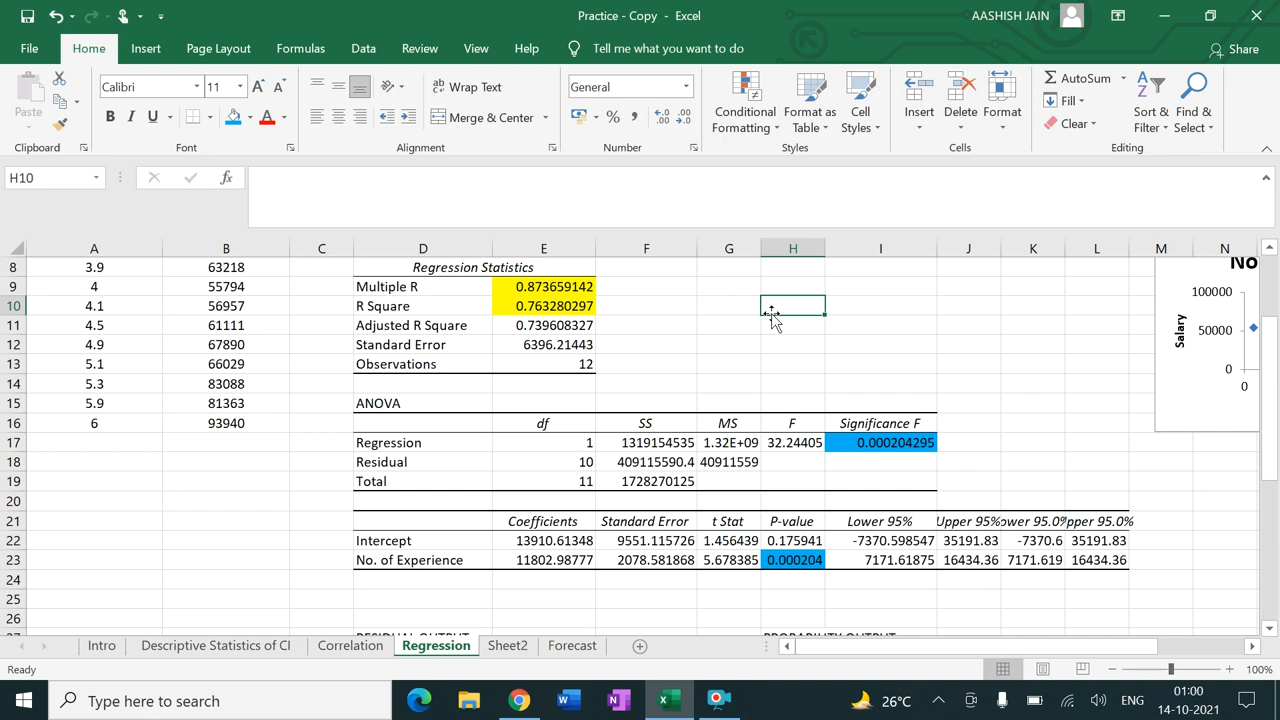 Practice - Copy - Excel
AASHISH JAIN
File Home Insert Page Layout Formulas Data Review View Help Tell me what you want to do Share
Paste
Calibri 11
Wrap Text
Merge & Center
General
Conditional Formatting
Format as Table
Cell Styles
Insert Delete Format
AutoSum
Fill
Clear
Sort & Filter
Find & Select
Clipboard Font Alignment Number Styles Cells Editing
H10 fx
A B C D E F G H I J K L M N
8 3.9 63218 Regression Statistics
9 4 55794 Multiple R 0.873659142
10 4.1 56957 R Square 0.763280297
11 4.5 61111 Adjusted R Square 0.739608327
12 4.9 67890 Standard Error 6396.21443
13 5.1 66029 Observations 12
14 5.3 83088
15 5.9 81363 ANOVA
16 6 93940 df SS MS F Significance F
17 Regression 1 1319154535 1.32E+09 32.24405 0.000204295
18 Residual 10 409115590.4 40911559
19 Total 11 1728270125
20
21 Coefficients Standard Error t Stat P-value Lower 95% Upper 95% ower 95.0% pper 95.0%
22 Intercept 13910.61348 9551.115726 1.456439 0.175941 -7370.598547 35191.83 -7370.6 35191.83
23 No. of Experience 11802.98777 2078.581868 5.678385 0.000204 7171.61875 16434.36 7171.619 16434.36
24
25
26
27 RESIDUAL OUTPUT PROBABILITY OUTPUT
No
100000
50000
0
0
Salary
Intro Descriptive Statistics of CI Correlation Regression Sheet2 Forecast
Ready 100%
Type here to search
26°C ENG 01:00
14-10-2021